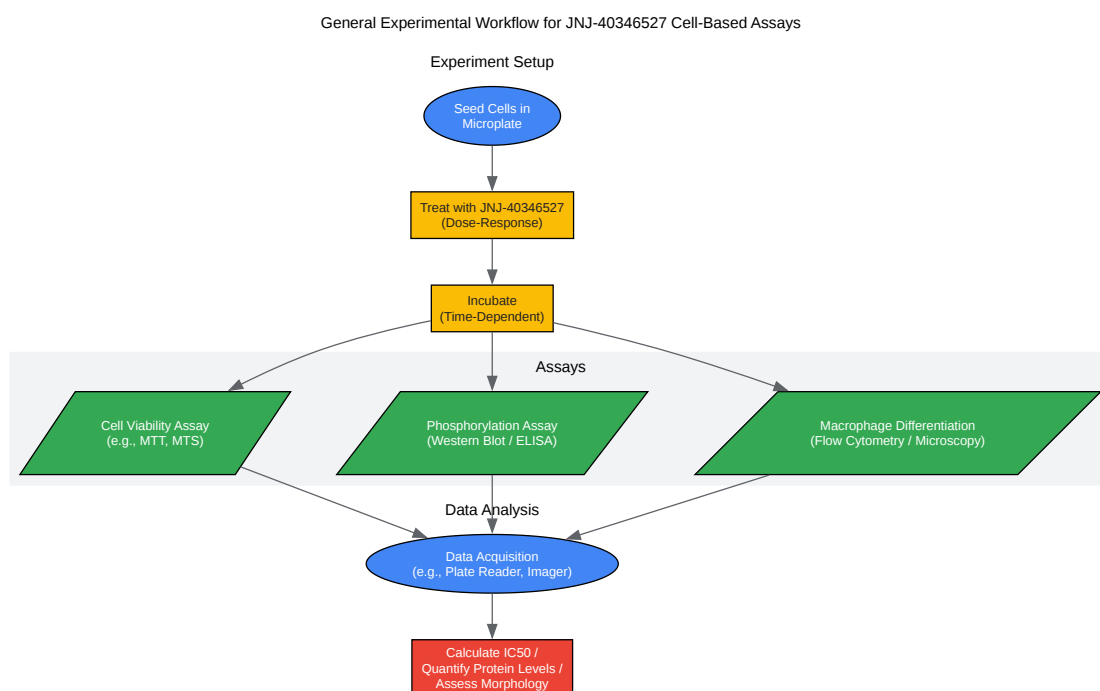 General Experimental Workflow for JNJ-40346527 Cell-Based Assays
Experiment Setup
Seed Cells in
Microplate
Treat with JNJ-40346527
(Dose-Response)
Incubate
(Time-Dependent)
Assays
Cell Viability Assay
(e.g., MTT, MTS)
Phosphorylation Assay
(Western Blot / ELISA)
Macrophage Differentiation
(Flow Cytometry / Microscopy)
Data Analysis
Data Acquisition
(e.g., Plate Reader, Imager)
Calculate IC50 /
Quantify Protein Levels /
Assess Morphology